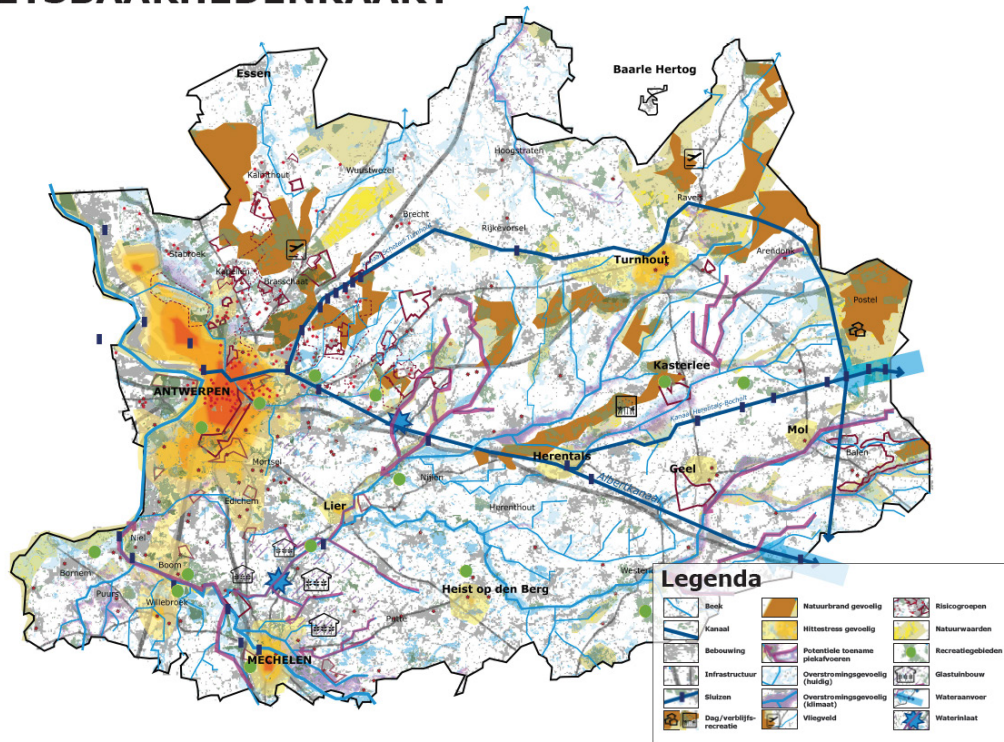 Essen
Baarle Hertog
Hoogstraten
Kalmthout
Wuustwezel
Ravels
Brecht
Rijkevorsel
Stabroek
Turnhout
Arendonk
Kapellen
Brasschaat
Postel
Kasterlee
ANTWERPEN
Kanaal Herentals-Bocholt
Mol
Herentals
Balen
Mortsel
Geel
Nijlen
Albertkanaal
Edichem
Lier
Herenthout
Niel
Boom
Bornem
Westerl
Puurs
Heist op den Berg
Willebroek
Putte
MECHELEN
Legenda
Beek
Natuurbrand gevoelig
Risicogroepen
Kanaal
Hittestress gevoelig
Natuurwaarden
Bebouwing
Potentiele toename
piekafvoeren
Recreatiegebieden
Infrastructuur
Overstromingsgevoelig
(huidig)
Glastuinbouw
Sluizen
Overstromingsgevoelig
(klimaat)
Wateraanvoer
Dag/verblijfs-
recreatie
Vliegveld
Waterinlaat